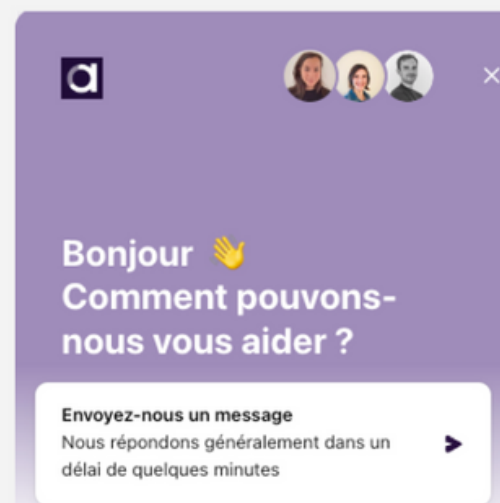 a
Bonjour 👋
Comment pouvons-
nous vous aider ?
Envoyez-nous un message
Nous répondons généralement dans un
délai de quelques minutes